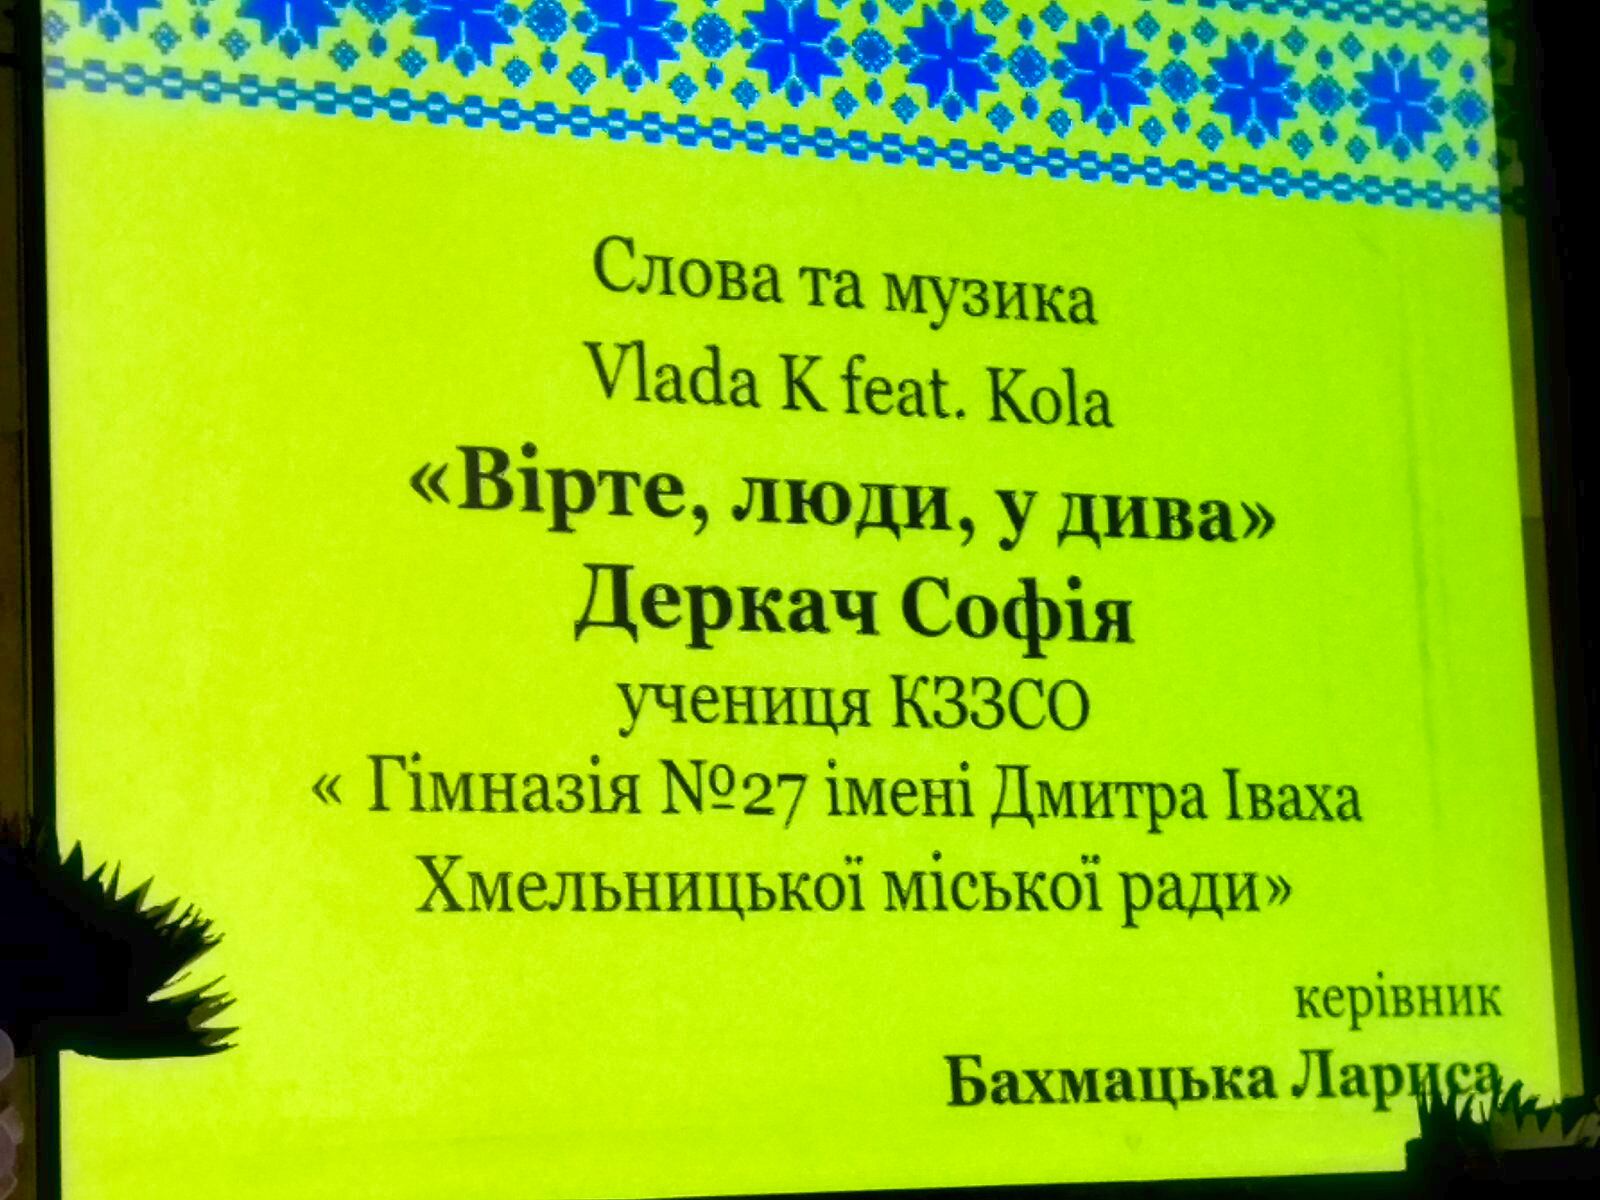 Слова та музика
Vlada K feat. Kola
«Вірте, люди, у дива»
Деркач Софія
учениця КЗЗСО
« Гімназія №27 імені Дмитра Іваха
Хмельницької міської ради»
керівник
Бахмацька Лариса